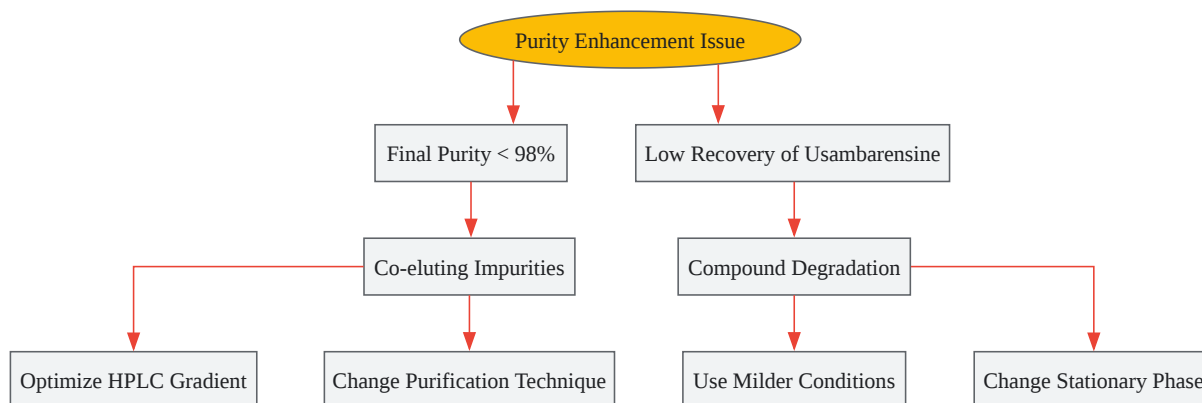 Purity Enhancement Issue
Final Purity < 98%
Low Recovery of Usambarensine
Co-eluting Impurities
Compound Degradation
Optimize HPLC Gradient
Change Purification Technique
Use Milder Conditions
Change Stationary Phase